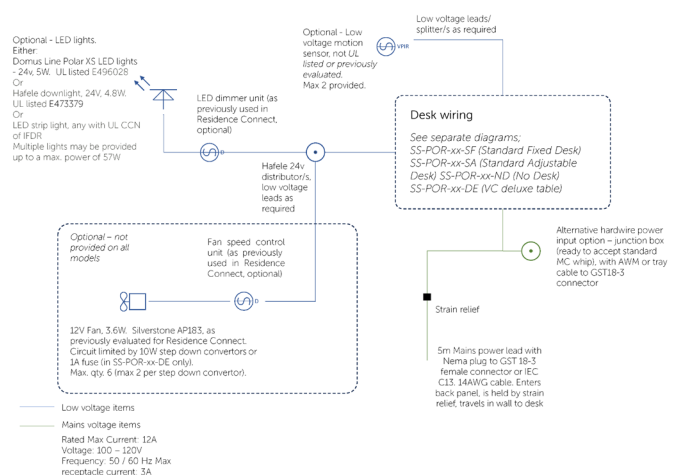 Optional - LED lights.
Either:
Domus Line Polar XS LED lights
- 24v, 5W. UL listed E496028
Or
Hafele downlight, 24V, 4.8W.
UL listed E473379
Or
LED strip light, any with UL CCN
of IFDR
Multiple lights may be provided
up to a max. power of 57W
LED dimmer unit (as
previously used in
Residence Connect,
optional)
D
Optional - Low
voltage motion
sensor, not UL
listed or previously
evaluated.
Max 2 provided.
VPIR
Low voltage leads/
splitter/s as required
Desk wiring
See separate diagrams;
SS-POR-xx-SF (Standard Fixed Desk)
SS-POR-xx-SA (Standard Adjustable
Desk) SS-POR-xx-ND (No Desk)
SS-POR-xx-DE (VC deluxe table)
Hafele 24v
distributor/s,
low voltage
leads as
required
Optional – not
provided on all
models
Fan speed control
unit (as previously
used in Residence
Connect, optional)
D
12V Fan, 3.6W. Silverstone AP183, as
previously evaluated for Residence Connect.
Circuit limited by 10W step down convertors or
1A fuse (in SS-POR-xx-DE only).
Max. qty. 6 (max 2 per step down convertor).
Alternative hardwire power
input option – junction box
(ready to accept standard
MC whip), with AWM or tray
cable to GST18-3
connector
Strain relief
5m Mains power lead with
Nema plug to GST 18-3
female connector or IEC
C13. 14AWG cable. Enters
back panel, is held by strain
relief, travels in wall to desk
Low voltage items
Mains voltage items
Rated Max Current: 12A
Voltage: 100 – 120V
Frequency: 50 / 60 Hz Max
receptacle current: 3A